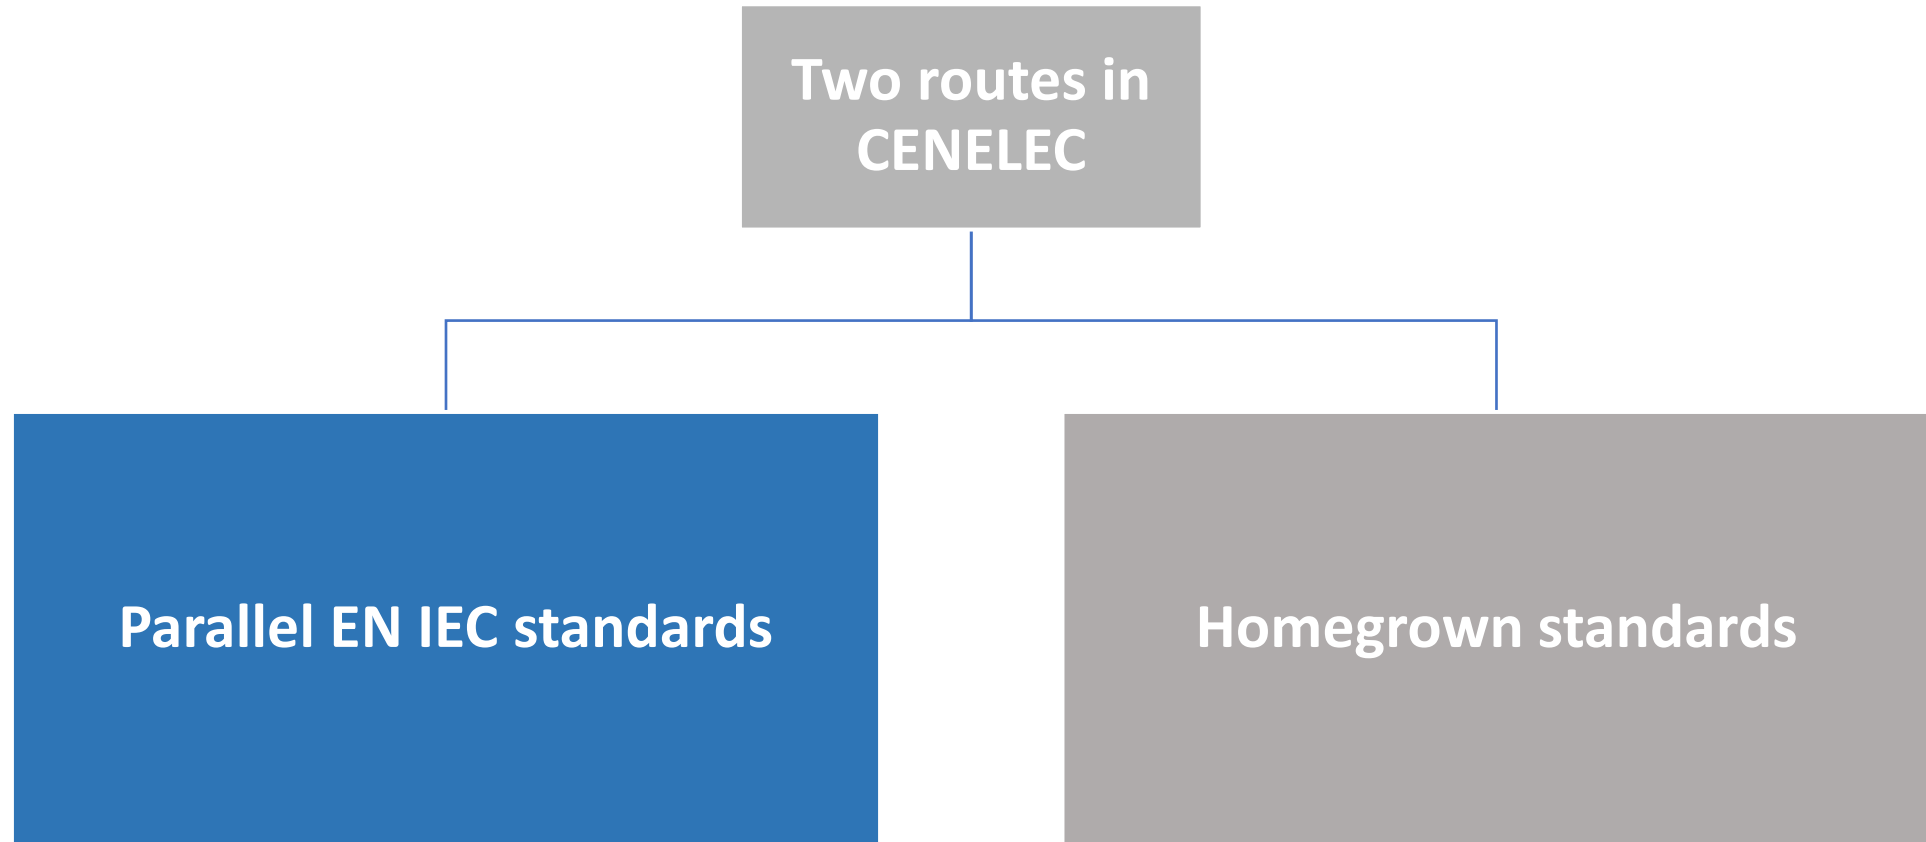 Two routes in
CENELEC
Parallel EN IEC standards
Homegrown standards